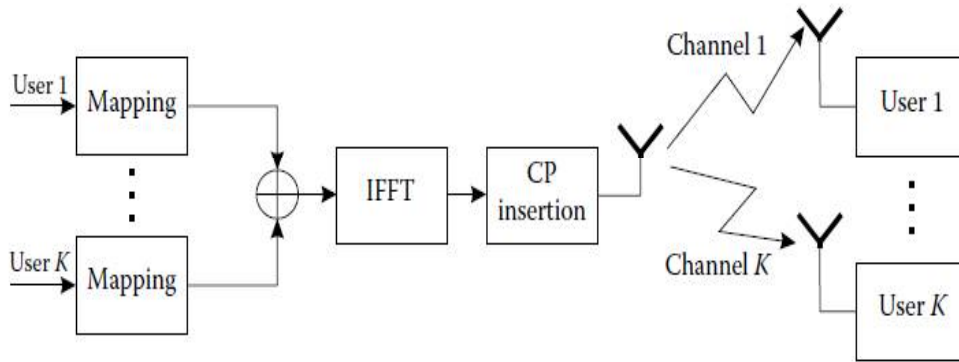 User 1
Mapping
User K
Mapping
IFFT
CP
insertion
Channel 1
Channel K
User 1
User K